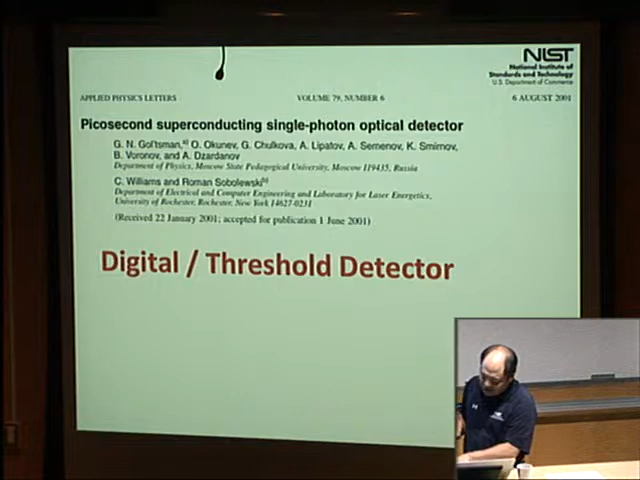 NIST
National Institute of
Standards and Technology
U.S. Department of Commerce
APPLIED PHYSICS LETTERS VOLUME 79, NUMBER 6 6 AUGUST 2001
Picosecond superconducting single-photon optical detector
G. N. Gol'tsman,a) O. Okunev, G. Chulkova, A. Lipatov, A. Semenov, K. Smirnov,
B. Voronov, and A. Dzardanov
Department of Physics, Moscow State Pedagogical University, Moscow 119435, Russia
C. Williams and Roman Sobolewskib)
Department of Electrical and Computer Engineering and Laboratory for Laser Energetics,
University of Rochester, Rochester, New York 14627-0231
(Received 22 January 2001; accepted for publication 1 June 2001)
Digital / Threshold Detector